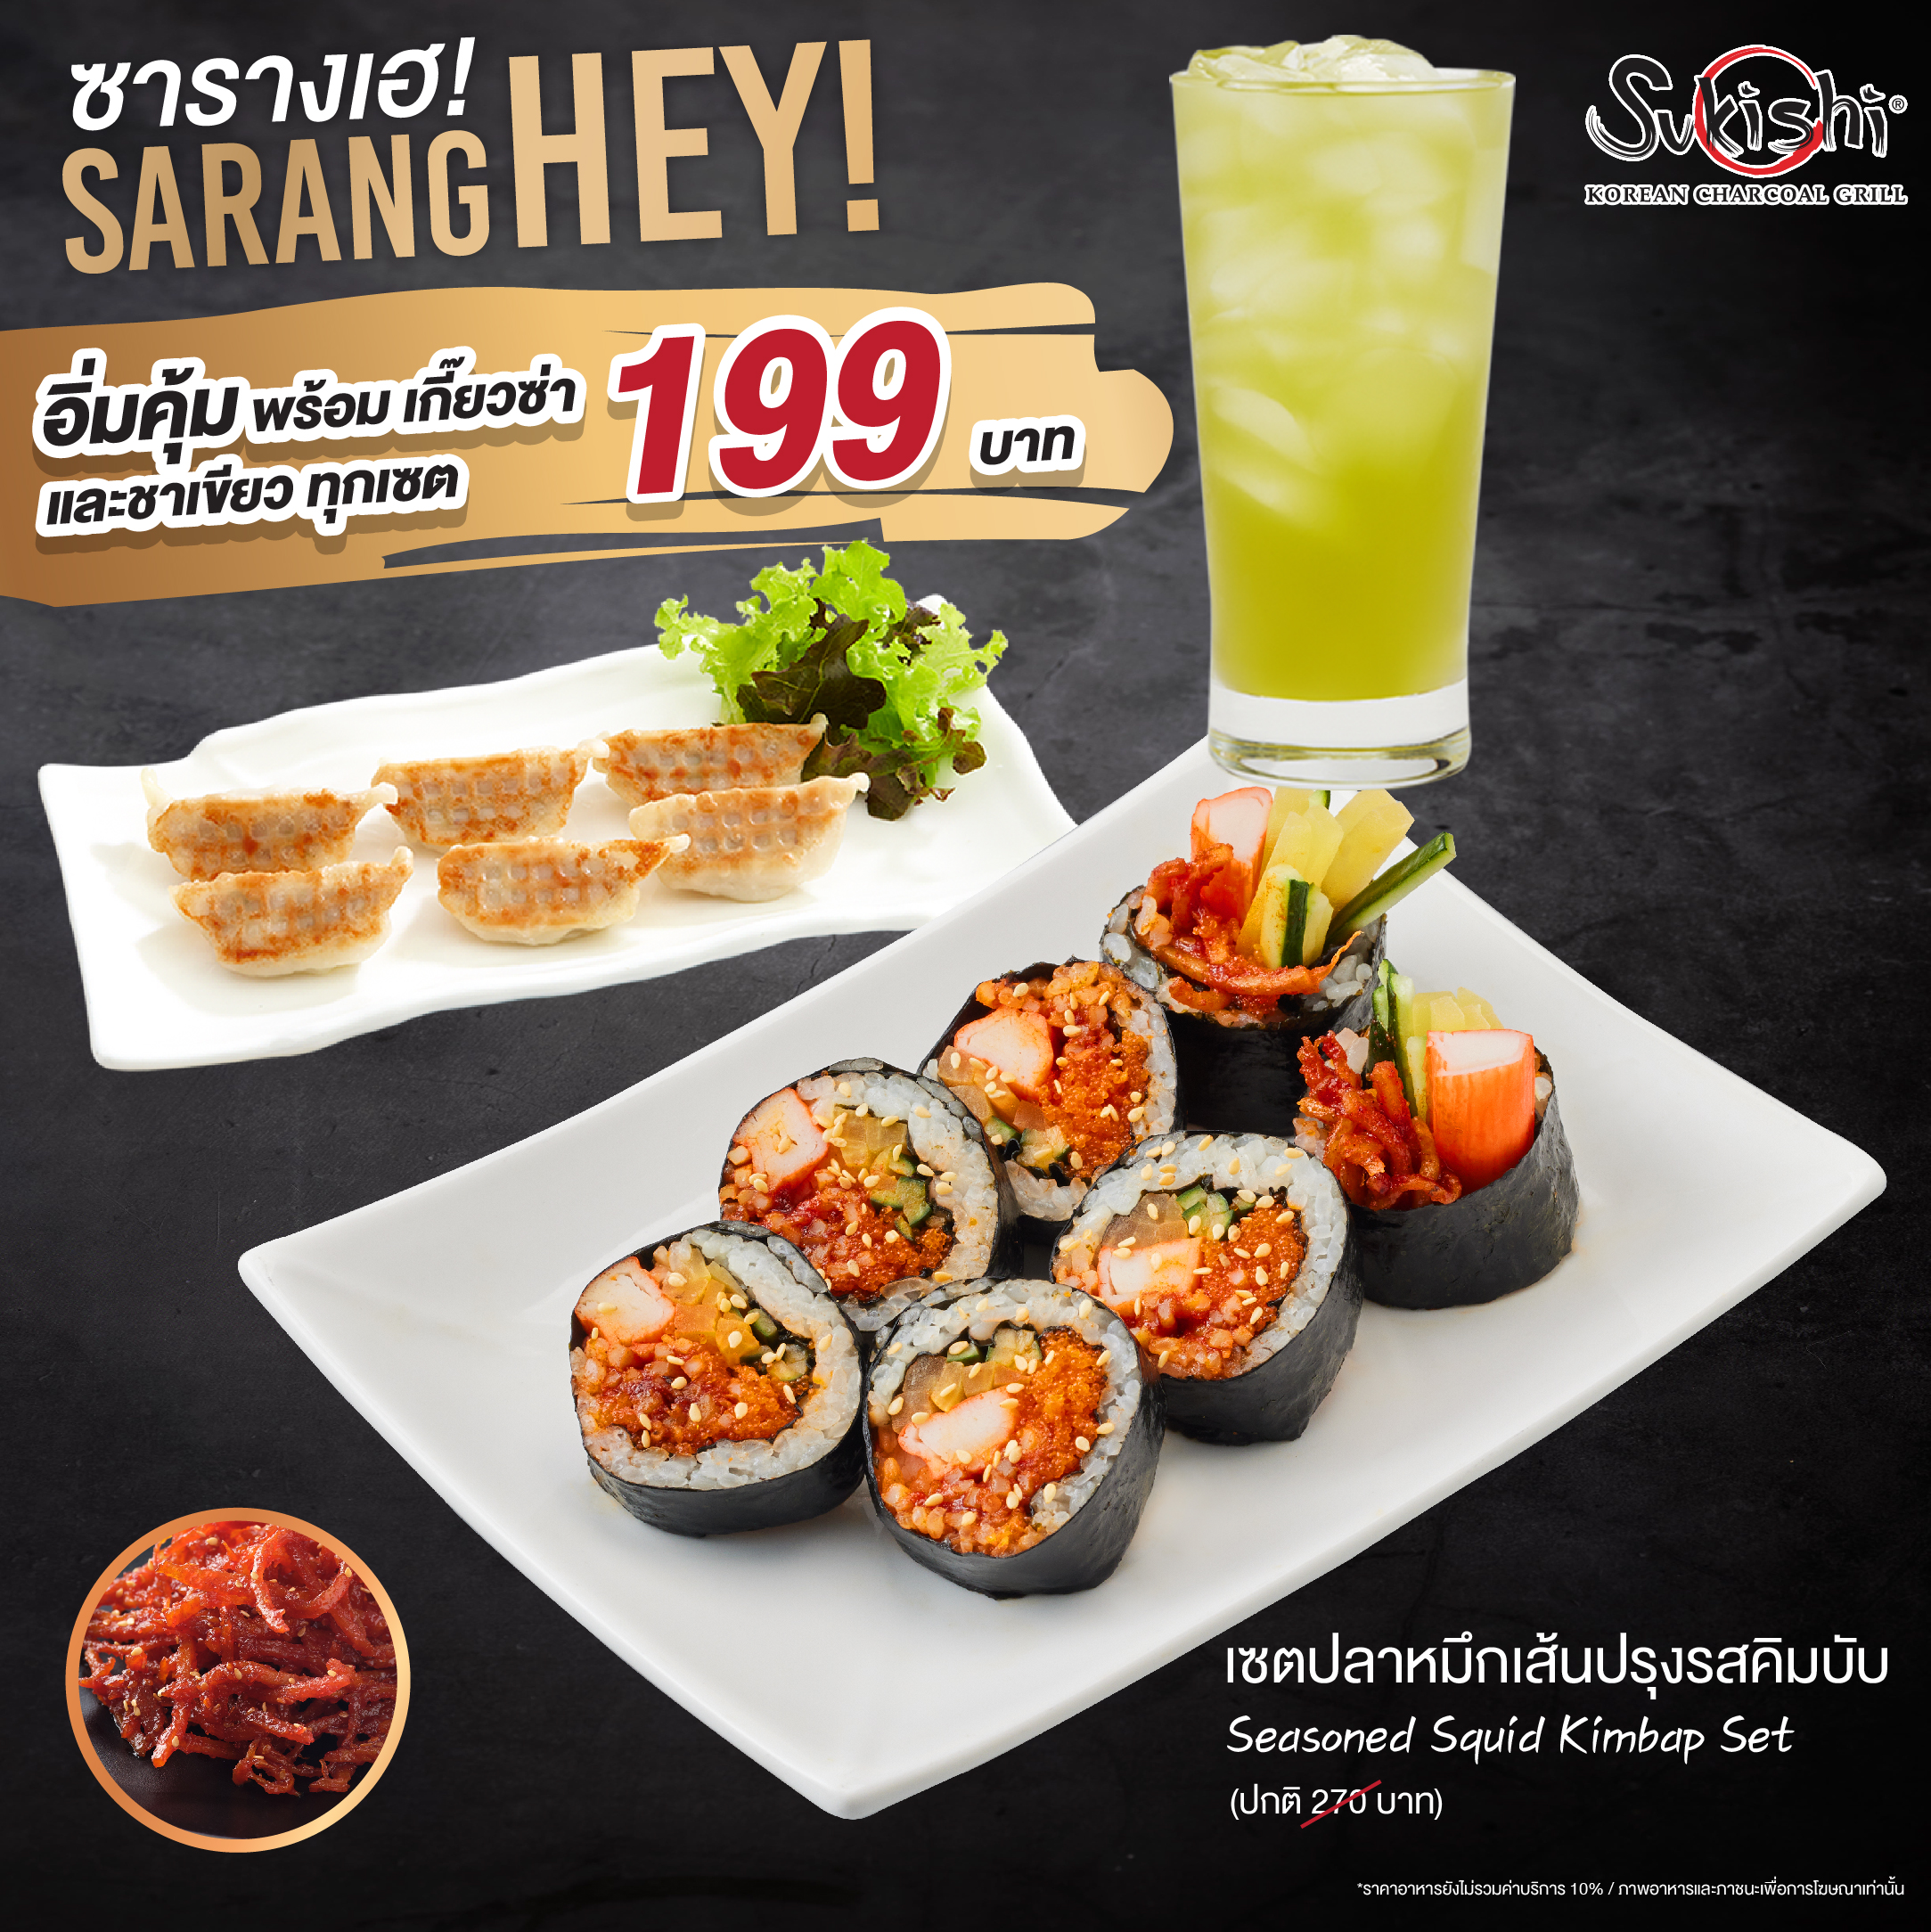 ซารางเฮ!
SARANGHEY!
Sukishi®
KOREAN CHARCOAL GRILL
อิ่มคุ้ม พร้อม เกี๊ยวซ่า
และชาเขียว ทุกเซต
199 บาท
เซตปลาหมึกเส้นปรุงรสคิมบับ
Seasoned Squid Kimbap Set
(ปกติ 270 บาท)
*ราคาอาหารยังไม่รวมค่าบริการ 10% / ภาพอาหารและภาชนะเพื่อการโฆษณาเท่านั้น